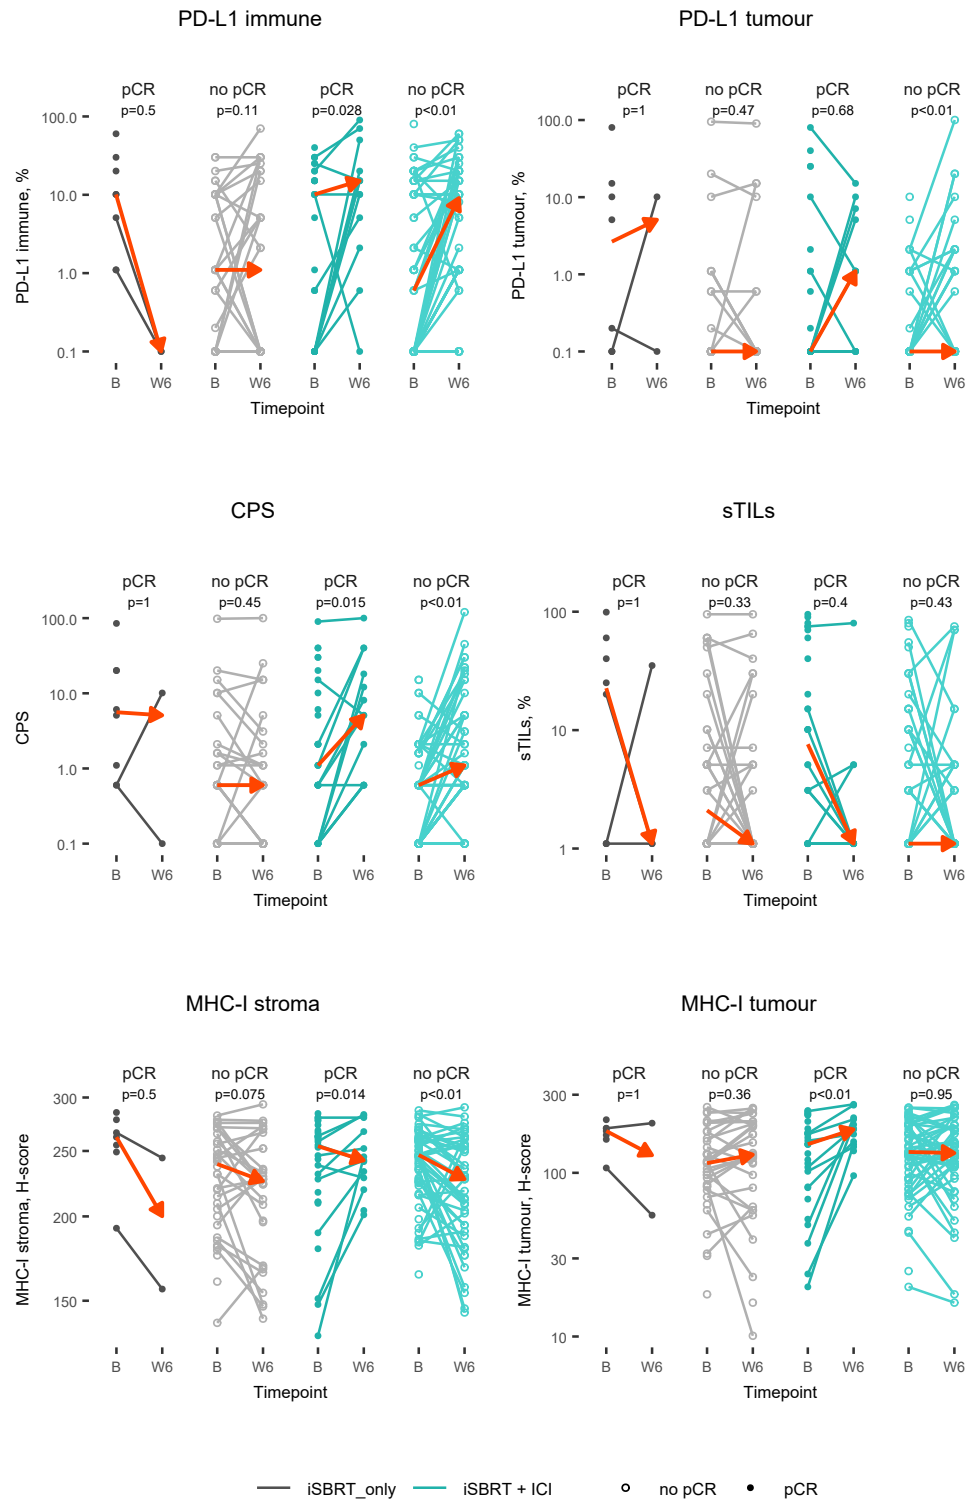 PD-L1 immune
PD-L1 tumour
pCR no pCR pCR no pCR
p=0.5 p=0.11 p=0.028 p<0.01
pCR no pCR pCR no pCR
p=1 p=0.47 p=0.68 p<0.01
PD-L1 immune, %
100.0
10.0
1.0
0.1
B W6 B W6 B W6 B W6
Timepoint
PD-L1 tumour, %
100.0
10.0
1.0
0.1
B W6 B W6 B W6 B W6
Timepoint
CPS
sTILs
pCR no pCR pCR no pCR
p=1 p=0.45 p=0.015 p<0.01
pCR no pCR pCR no pCR
p=1 p=0.33 p=0.4 p=0.43
CPS
100.0
10.0
1.0
0.1
B W6 B W6 B W6 B W6
Timepoint
sTILs, %
100
10
1
B W6 B W6 B W6 B W6
Timepoint
MHC-I stroma
MHC-I tumour
pCR no pCR pCR no pCR
p=0.5 p=0.075 p=0.014 p<0.01
pCR no pCR pCR no pCR
p=1 p=0.36 p<0.01 p=0.95
MHC-I stroma, H-score
300
250
200
150
B W6 B W6 B W6 B W6
Timepoint
MHC-I tumour, H-score
300
100
30
10
B W6 B W6 B W6 B W6
Timepoint
iSBRT_only iSBRT + ICI no pCR pCR